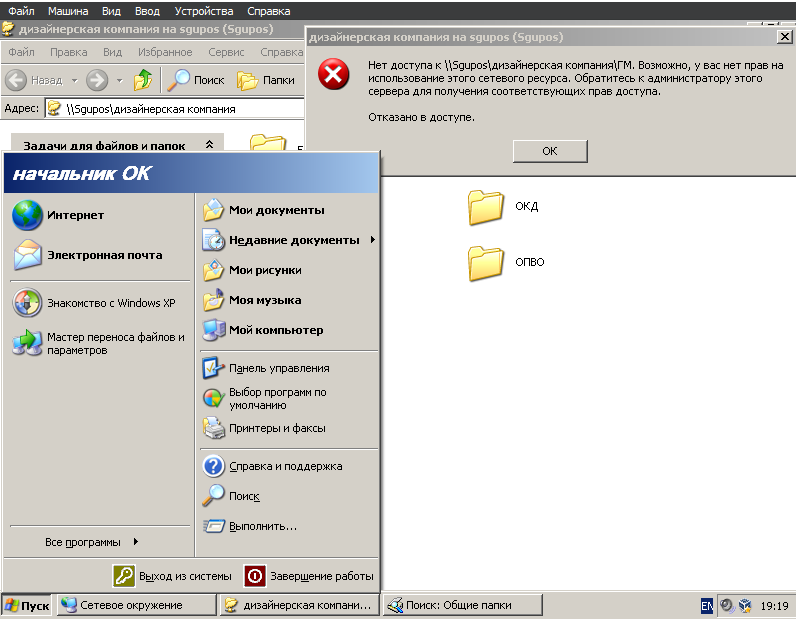 Файл Машина Вид Ввод Устройства Справка
дизайнерская компания на sgupos (Sgupos)
Файл Правка Вид Избранное Сервис Справка
Назад Поиск Папки
Адрес: \\Sgupos\дизайнерская компания
Задачи для файлов и папок
дизайнерская компания на sgupos (Sgupos)
Нет доступа к \\Sgupos\дизайнерская компания\ГМ. Возможно, у вас нет прав на
использование этого сетевого ресурса. Обратитесь к администратору этого
сервера для получения соответствующих прав доступа.
Отказано в доступе.
OK
ОКД
ОПВО
начальник ОК
Интернет
Электронная почта
Знакомство с Windows XP
Мастер переноса файлов и
параметров
Все программы
Мои документы
Недавние документы
Мои рисунки
Моя музыка
Мой компьютер
Панель управления
Выбор программ по
умолчанию
Принтеры и факсы
Справка и поддержка
Поиск
Выполнить...
Выход из системы Завершение работы
Пуск Сетевое окружение дизайнерская компани... Поиск: Общие папки EN 19:19